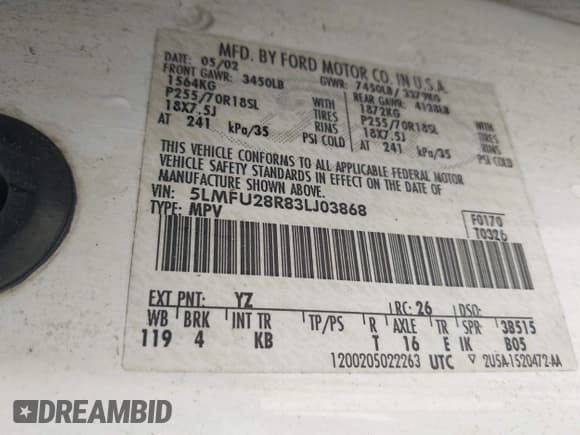 MFD. BY FORD MOTOR CO. IN U.S.A.
DATE: 05/02 GVWR: 7450LB/ 3379KG
FRONT GAWR: 3450LB REAR GAWR: 4128LB
1564KG WITH 1872KG WITH
P255/70R18SL TIRES P255/70R18SL TIRES
18X7.5J RIMS 18X7.5J RIMS
AT 241 kPa/35 PSI COLD AT 241 kPa/35 PSI COLD
THIS VEHICLE CONFORMS TO ALL APPLICABLE FEDERAL MOTOR
VEHICLE SAFETY STANDARDS IN EFFECT ON THE DATE OF
MANUFACTURE SHOWN ABOVE.
VIN: 5LMFU28R83LJ03868 F0170
TYPE: MPV T0326
EXT PNT: YZ RC: 26 DSO:
WB BRK INT TR TP/PS R AXLE TR SPR 3B515
119 4 KB T 16 E IK B05
1200205022263 UTC 2U5A-1520472-AA
DREAMBID